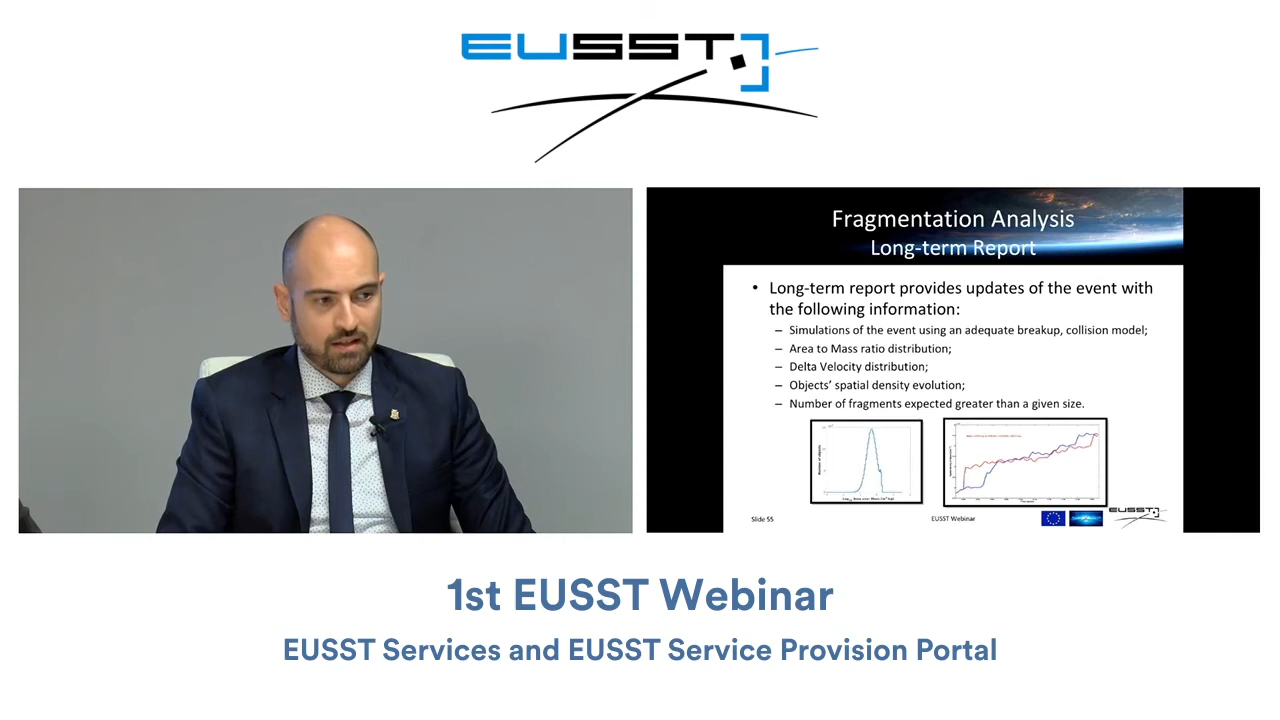 EUSST
Fragmentation Analysis
Long-term Report
• Long-term report provides updates of the event with
the following information:
– Simulations of the event using an adequate breakup, collision model;
– Area to Mass ratio distribution;
– Delta Velocity distribution;
– Objects' spatial density evolution;
– Number of fragments expected greater than a given size.
Number of objects
Slide 55
EUSST Webinar
EUSST
1st EUSST Webinar
EUSST Services and EUSST Service Provision Portal